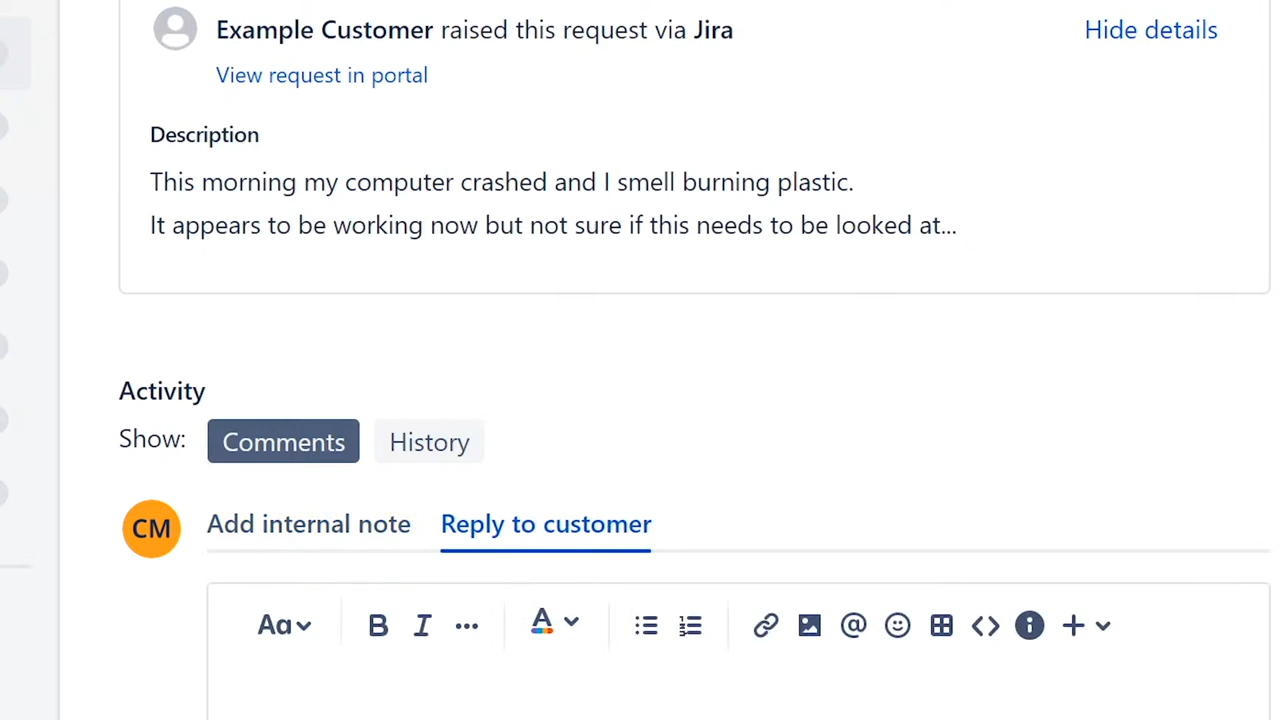 Example Customer raised this request via Jira
Hide details
View request in portal
Description
This morning my computer crashed and I smell burning plastic.
It appears to be working now but not sure if this needs to be looked at...
Activity
Show:
Comments
History
CM
Add internal note
Reply to customer
Aa
B
I
A
@